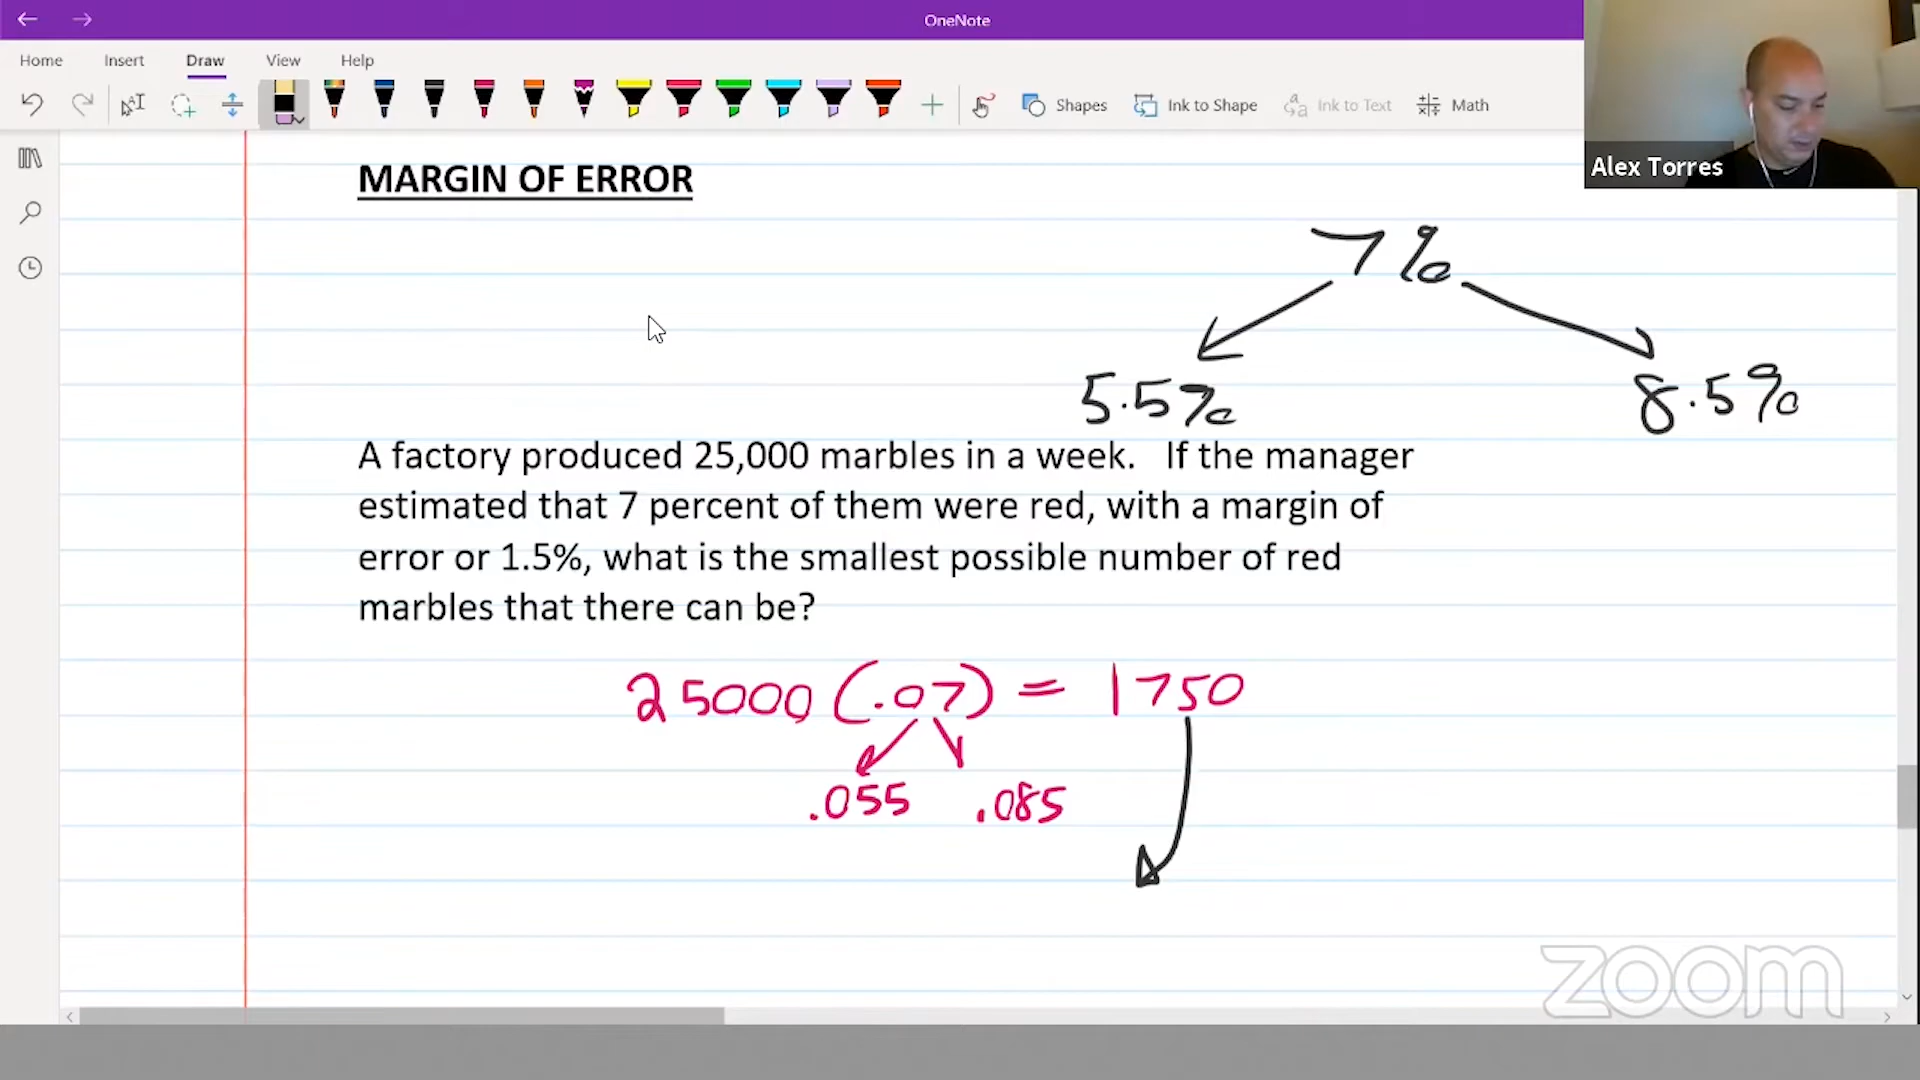 OneNote
Home Insert Draw View Help
Shapes Ink to Shape Ink to Text Math
Alex Torres
MARGIN OF ERROR
7%
5.5% 8.5%
A factory produced 25,000 marbles in a week. If the manager
estimated that 7 percent of them were red, with a margin of
error or 1.5%, what is the smallest possible number of red
marbles that there can be?
25000 (.07) = 1750
.055 .085
zoom